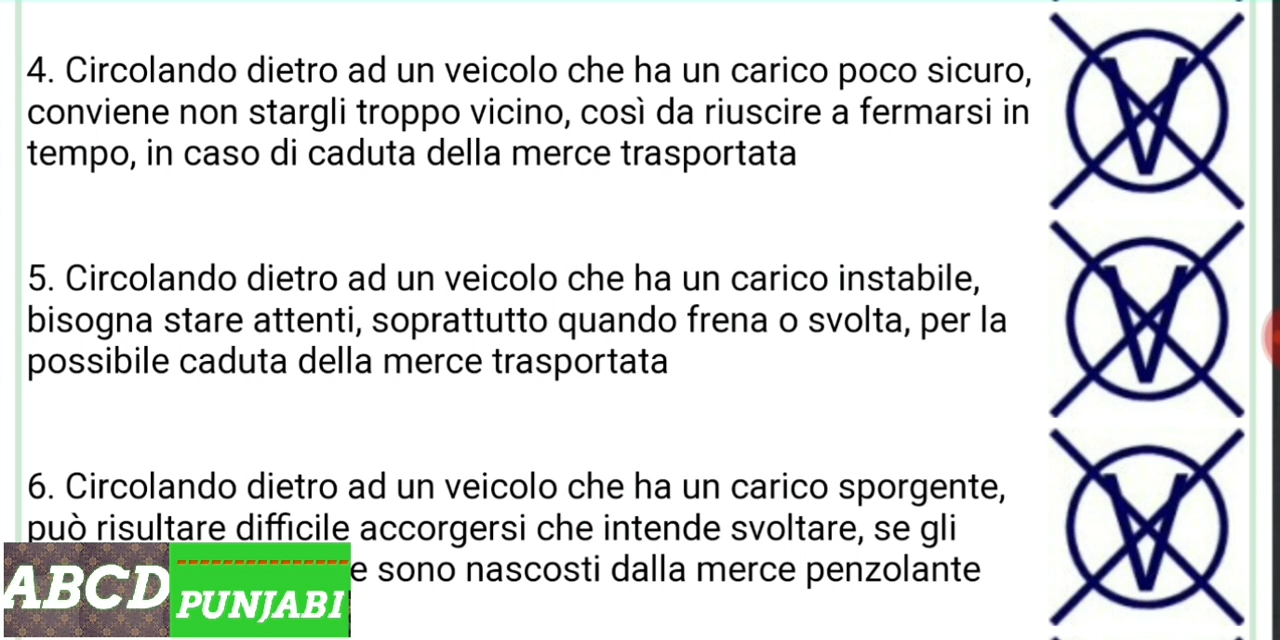 4. Circolando dietro ad un veicolo che ha un carico poco sicuro,
conviene non stargli troppo vicino, così da riuscire a fermarsi in
tempo, in caso di caduta della merce trasportata
V
5. Circolando dietro ad un veicolo che ha un carico instabile,
bisogna stare attenti, soprattutto quando frena o svolta, per la
possibile caduta della merce trasportata
V
6. Circolando dietro ad un veicolo che ha un carico sporgente,
può risultare difficile accorgersi che intende svoltare, se gli
sono nascosti dalla merce penzolante
V
ABCD PUNJABI